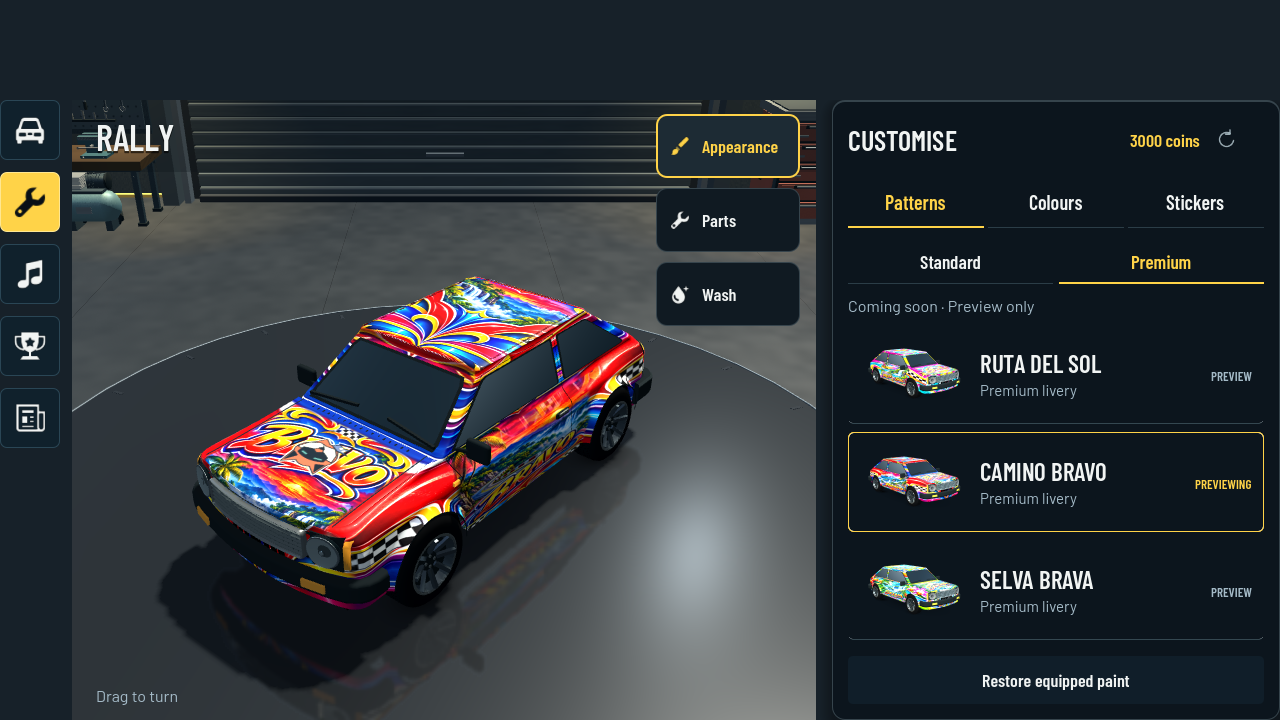 RALLY
Appearance
Parts
Wash
Bravo
Drag to turn
CUSTOMISE
3000 coins
Patterns
Colours
Stickers
Standard
Premium
Coming soon · Preview only
RUTA DEL SOL
Premium livery
PREVIEW
CAMINO BRAVO
Premium livery
PREVIEWING
SELVA BRAVA
Premium livery
PREVIEW
Restore equipped paint